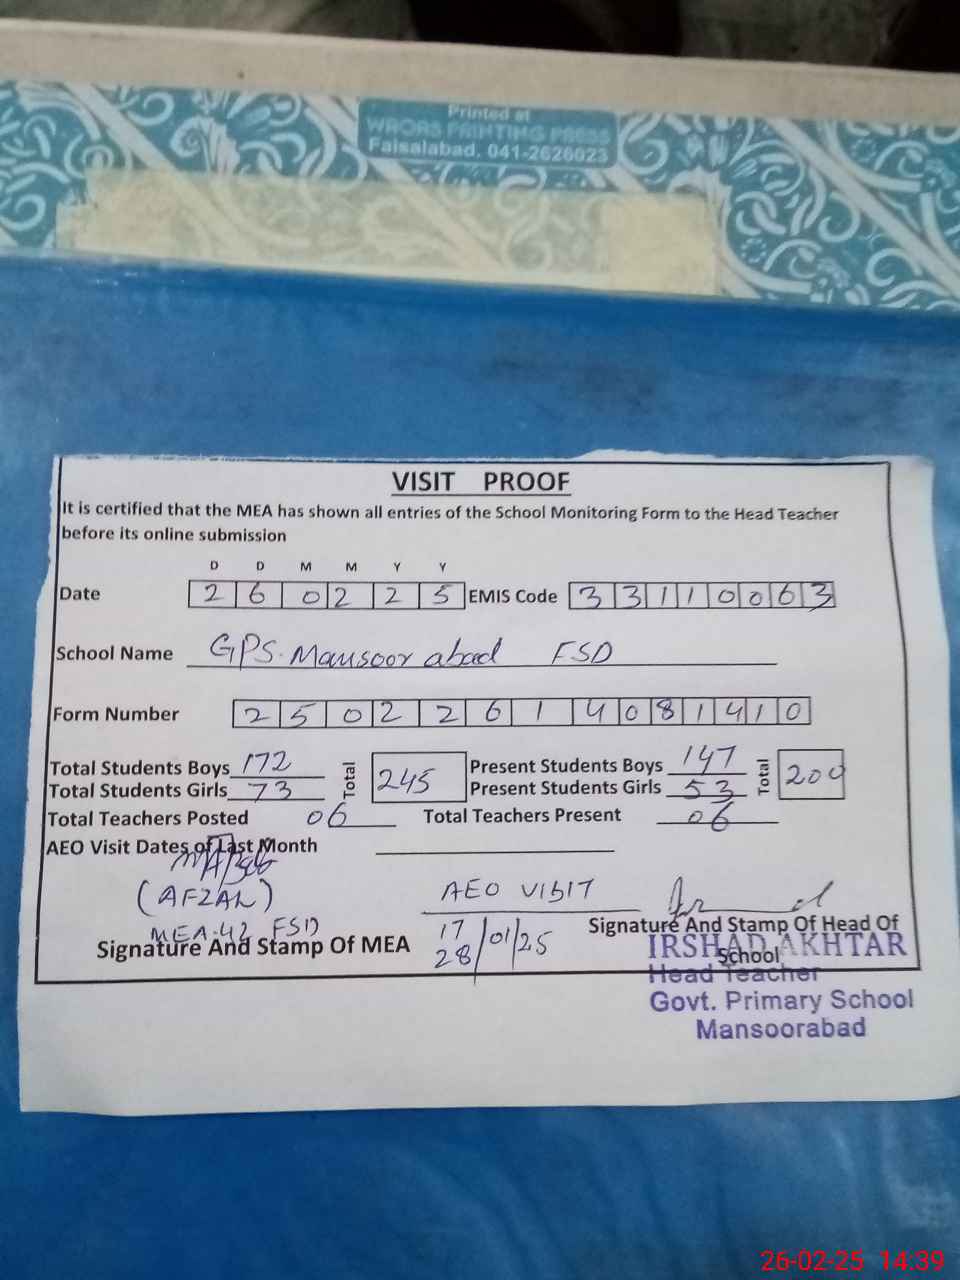 Printed at
WRORS PRINTING PRESS
Faisalabad. 041-2626623
VISIT PROOF
It is certified that the MEA has shown all entries of the School Monitoring Form to the Head Teacher
before its online submission
D D M M Y Y
Date 2 6 0 2 2 5 EMIS Code 3 3 1 1 0 0 6 3
School Name GPS. Mansoor abad FSD
Form Number 2 5 0 2 2 6 1 4 0 8 1 4 1 0
Total Students Boys 172 Total 245 Present Students Boys 147 Total 200
Total Students Girls 73 Present Students Girls 53
Total Teachers Posted 06 Total Teachers Present 06
AEO Visit Dates of Last Month
(AFZAL)
MEA-42 FSD
Signature And Stamp Of MEA
AEO VISIT
17
28/01/25
Signature And Stamp Of Head Of
School
IRSHAD AKHTAR
Head Teacher
Govt. Primary School
Mansoorabad
26-02-25 14:39